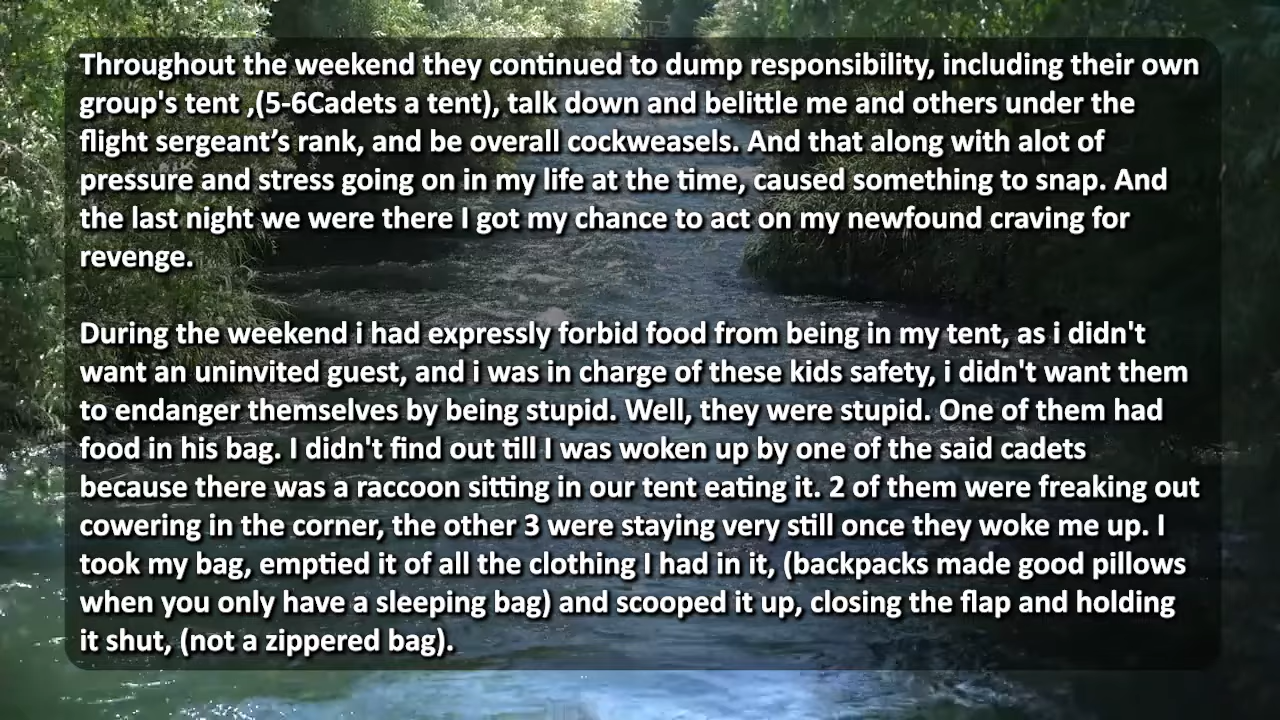 Throughout the weekend they continued to dump responsibility, including their own
group's tent ,(5-6Cadets a tent), talk down and belittle me and others under the
flight sergeant’s rank, and be overall cockweasels. And that along with alot of
pressure and stress going on in my life at the time, caused something to snap. And
the last night we were there I got my chance to act on my newfound craving for
revenge.
During the weekend i had expressly forbid food from being in my tent, as i didn't
want an uninvited guest, and i was in charge of these kids safety, i didn't want them
to endanger themselves by being stupid. Well, they were stupid. One of them had
food in his bag. I didn't find out till I was woken up by one of the said cadets
because there was a raccoon sitting in our tent eating it. 2 of them were freaking out
cowering in the corner, the other 3 were staying very still once they woke me up. I
took my bag, emptied it of all the clothing I had in it, (backpacks made good pillows
when you only have a sleeping bag) and scooped it up, closing the flap and holding
it shut, (not a zippered bag).